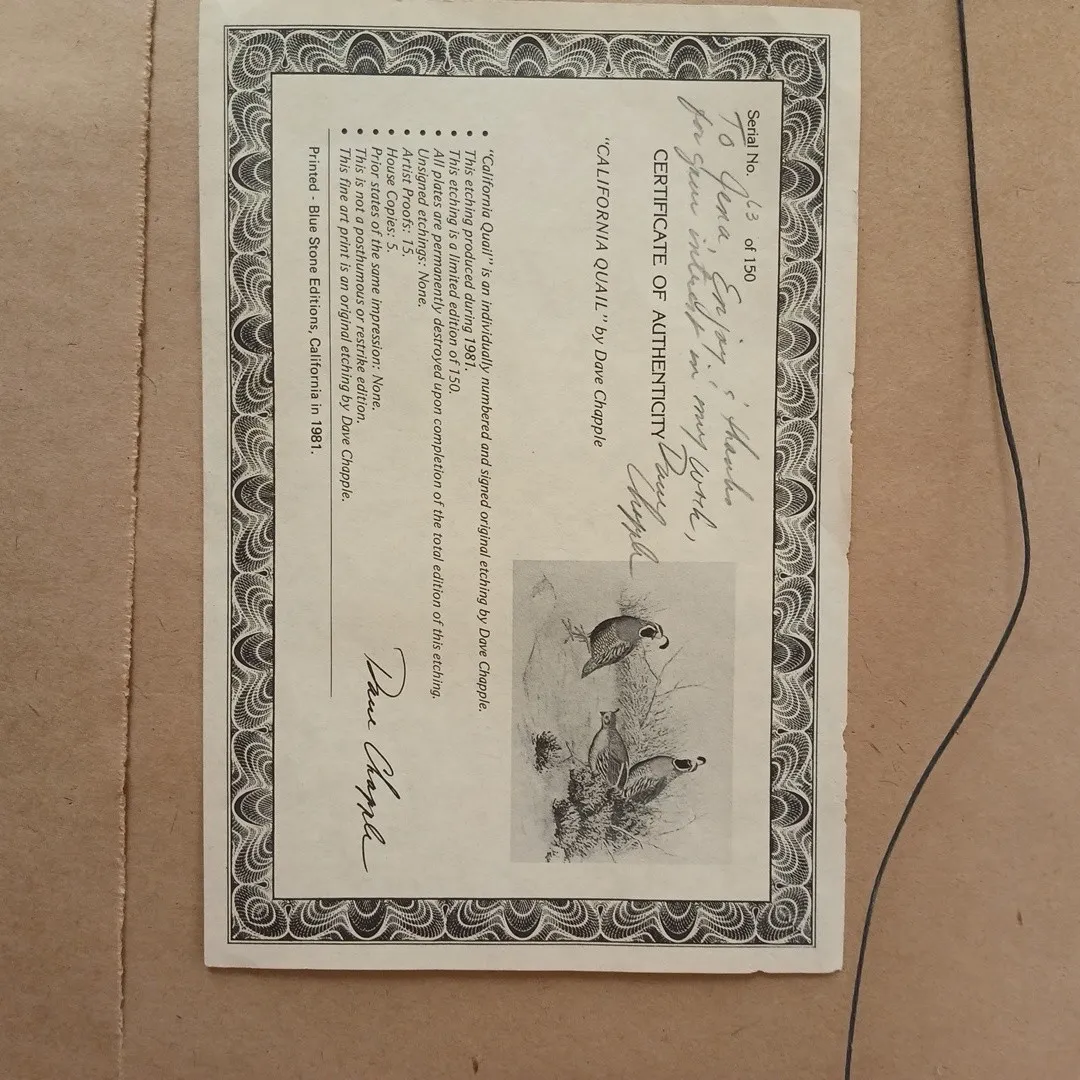 Serial No. 63 of 150
To Jena, Enjoy & thanks
for your interest in my work,
Dave
Chapple
CERTIFICATE OF AUTHENTICITY
"CALIFORNIA QUAIL" by Dave Chapple
• "California Quail" is an individually numbered and signed original etching by Dave Chapple.
• This etching produced during 1981.
• This etching is a limited edition of 150.
• All plates are permanently destroyed upon completion of the total edition of this etching.
• Unsigned etchings: None.
• Artist Proofs: 15.
• House Copies: 5.
• Prior states of the same impression: None.
• This is not a posthumous or restrike edition.
• This fine art print is an original etching by Dave Chapple.
Dave Chapple
Printed - Blue Stone Editions, California in 1981.